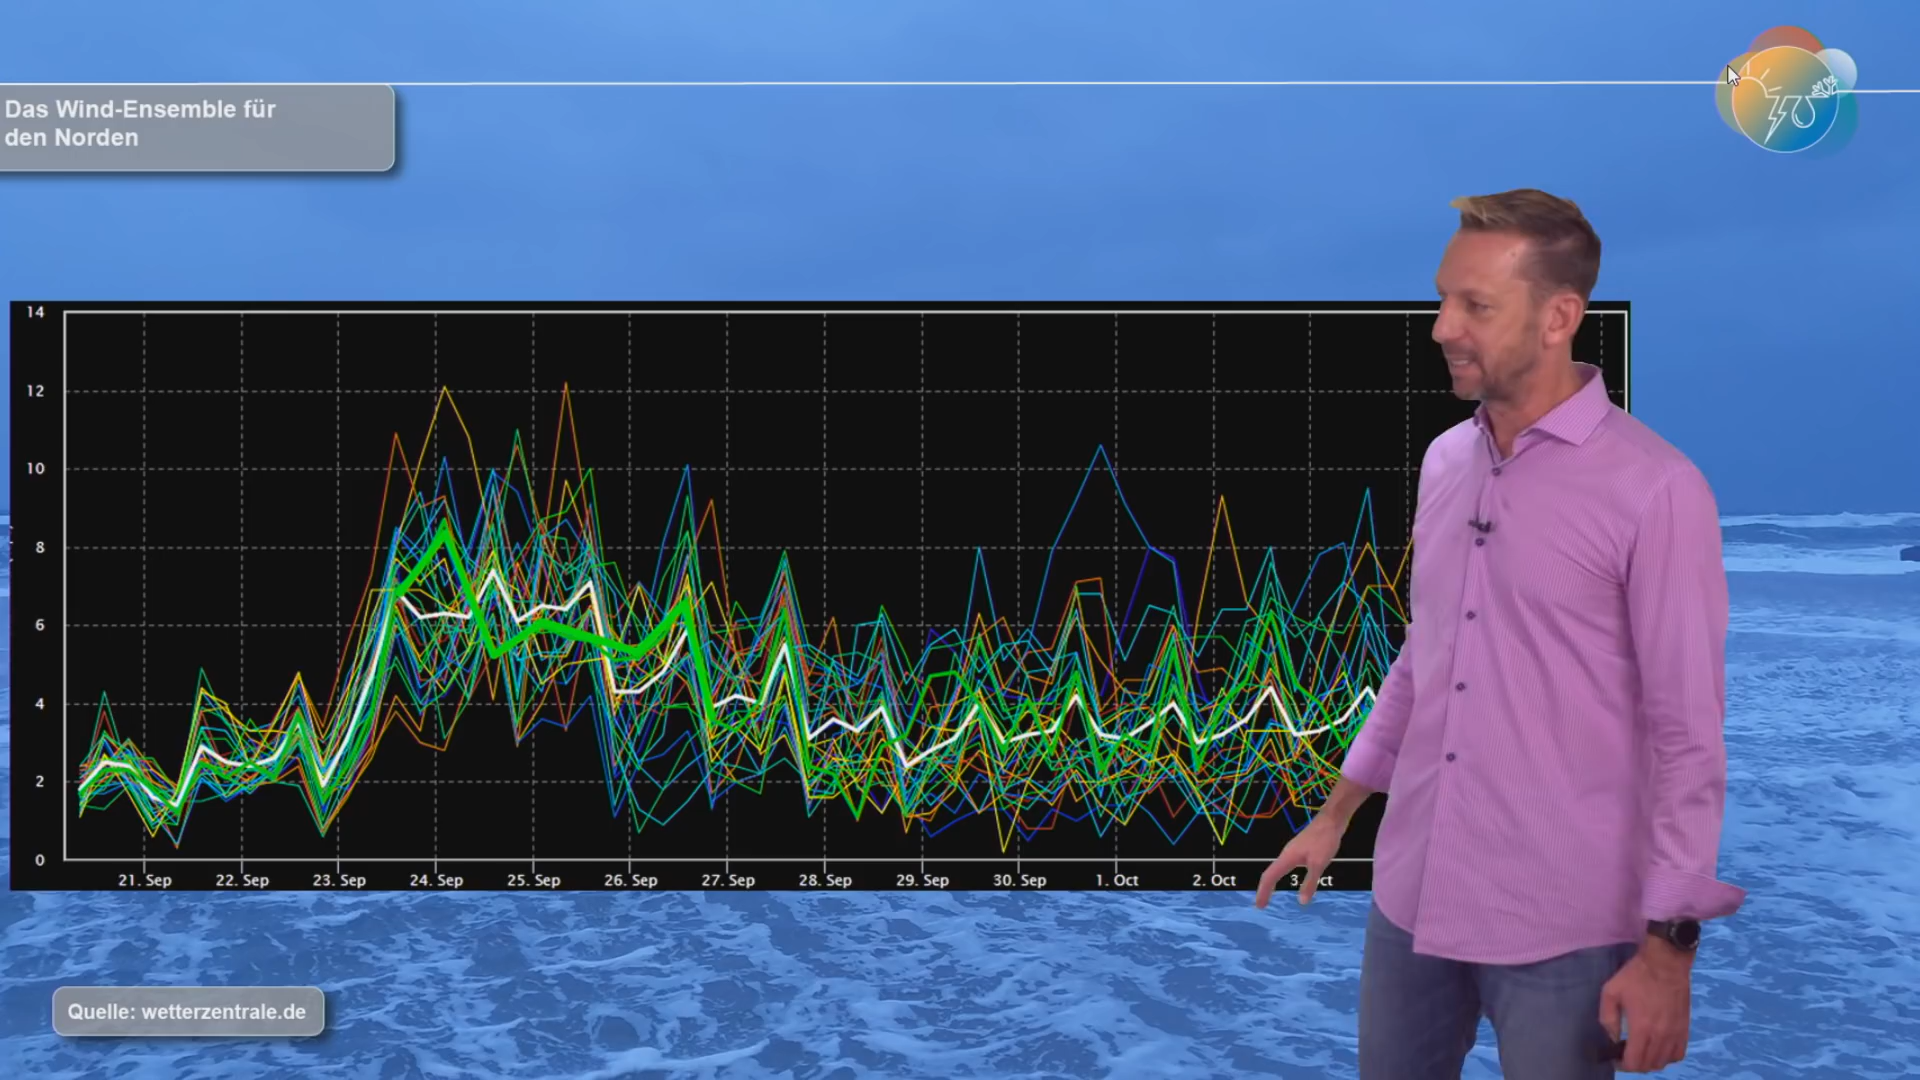 Das Wind-Ensemble für
den Norden
14
12
10
8
6
4
2
0
21. Sep 22. Sep 23. Sep 24. Sep 25. Sep 26. Sep 27. Sep 28. Sep 29. Sep 30. Sep 1. Oct 2. Oct 3.
Quelle: wetterzentrale.de